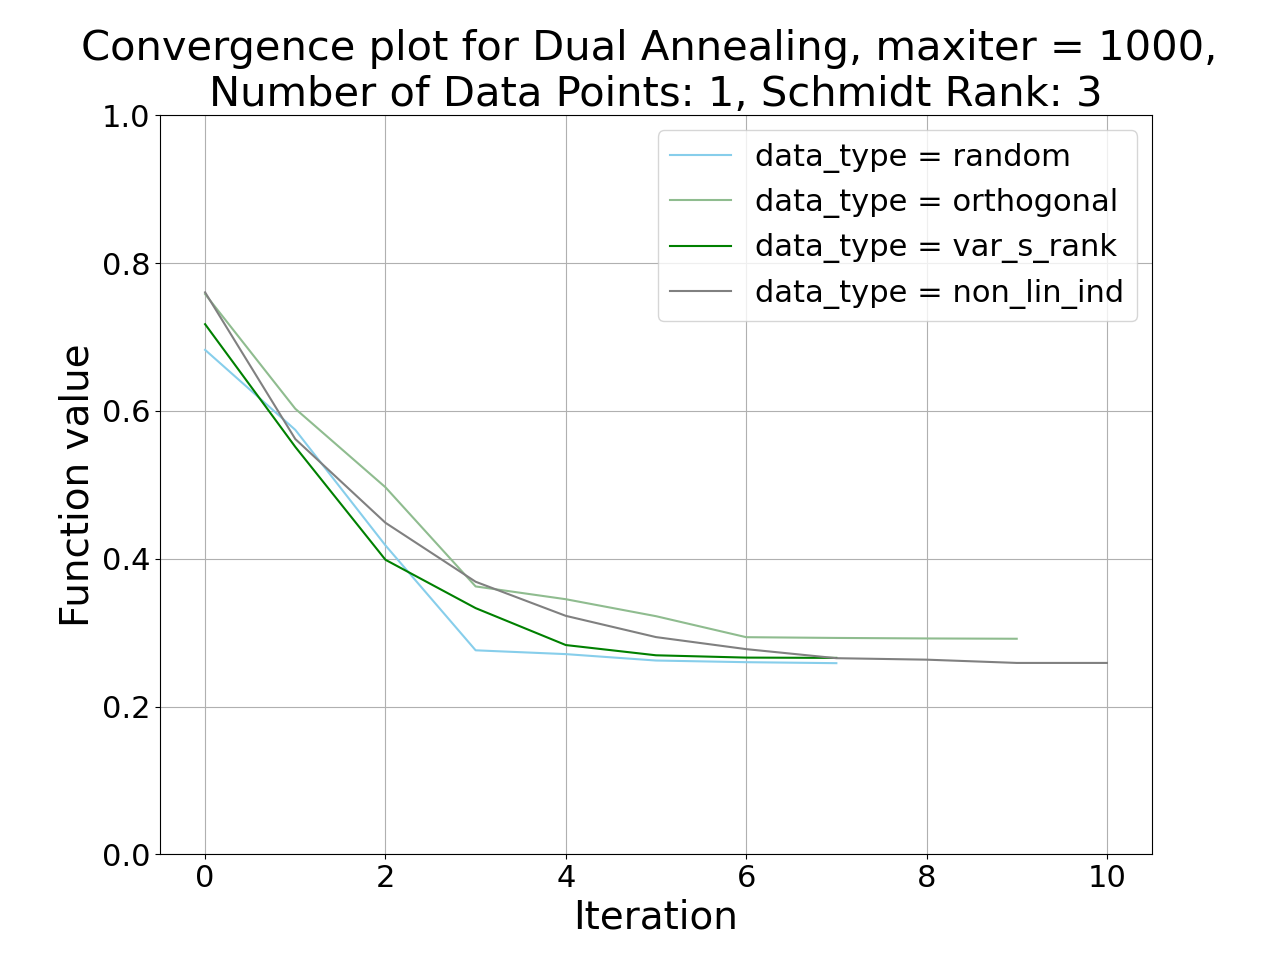 Convergence plot for Dual Annealing, maxiter = 1000,
Number of Data Points: 1, Schmidt Rank: 3
1.0
0.8
0.6
0.4
0.2
0.0
Function value
data_type = random
data_type = orthogonal
data_type = var_s_rank
data_type = non_lin_ind
0 2 4 6 8 10
Iteration